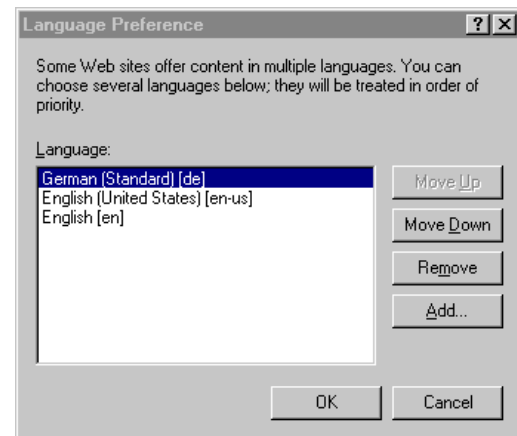 Language Preference
Some Web sites offer content in multiple languages. You can
choose several languages below; they will be treated in order of
priority.
Language:
German (Standard) [de]
English (United States) [en-us]
English [en]
Move Up
Move Down
Remove
Add...
OK
Cancel